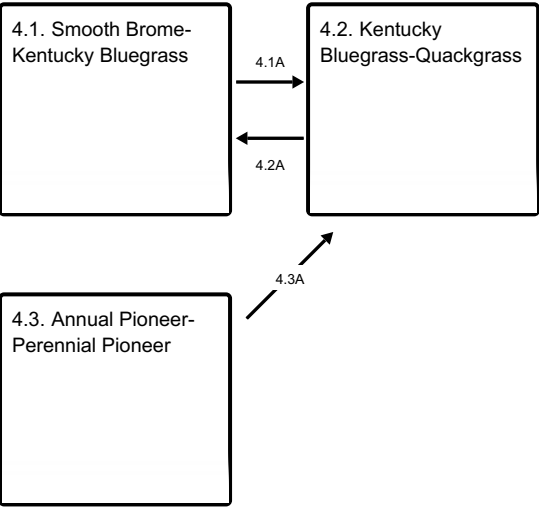 4.1. Smooth Brome-
Kentucky Bluegrass
4.1A
4.2. Kentucky
Bluegrass-Quackgrass
4.2A
4.3A
4.3. Annual Pioneer-
Perennial Pioneer